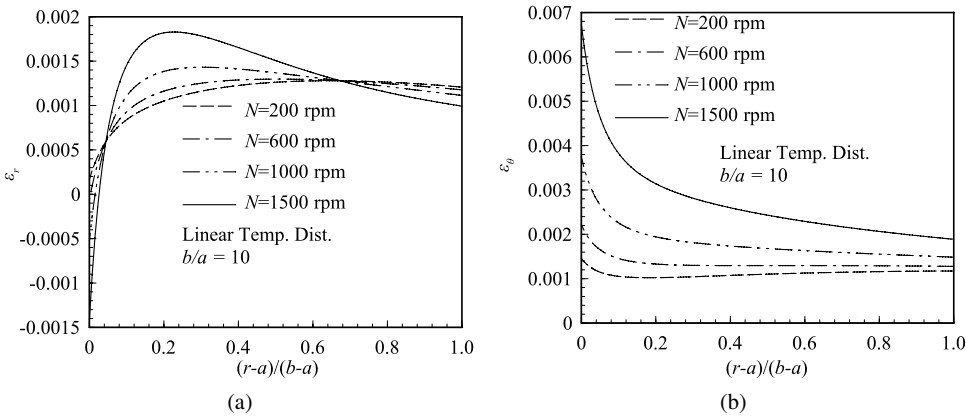 0.002
0.0015
0.001
0.0005
0
-0.0005
-0.001
-0.0015
εr
N=200 rpm
N=600 rpm
N=1000 rpm
N=1500 rpm
Linear Temp. Dist.
b/a = 10
0 0.2 0.4 0.6 0.8 1.0
(r-a)/(b-a)
(a)
0.007
0.006
0.005
0.004
0.003
0.002
0.001
0
εθ
N=200 rpm
N=600 rpm
N=1000 rpm
N=1500 rpm
Linear Temp. Dist.
b/a = 10
0 0.2 0.4 0.6 0.8 1.0
(r-a)/(b-a)
(b)